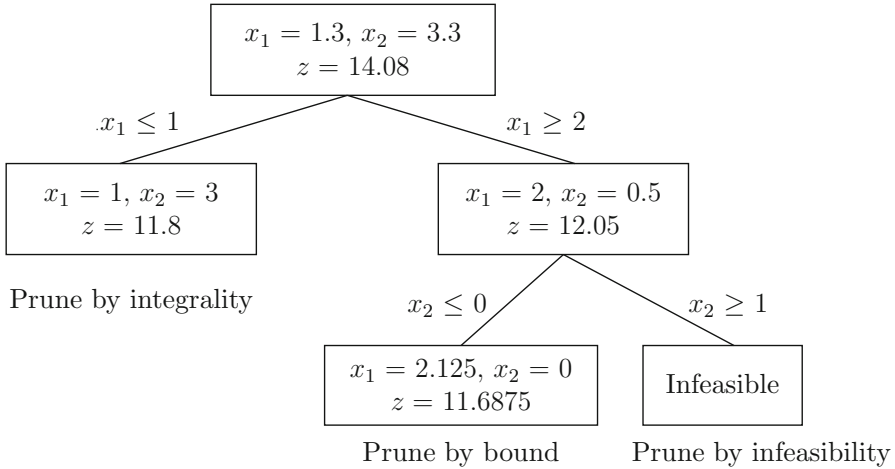 x₁ = 1.3, x₂ = 3.3
z = 14.08
x₁ ≤ 1
x₁ ≥ 2
x₁ = 1, x₂ = 3
z = 11.8
x₁ = 2, x₂ = 0.5
z = 12.05
Prune by integrality
x₂ ≤ 0
x₂ ≥ 1
x₁ = 2.125, x₂ = 0
z = 11.6875
Infeasible
Prune by bound
Prune by infeasibility